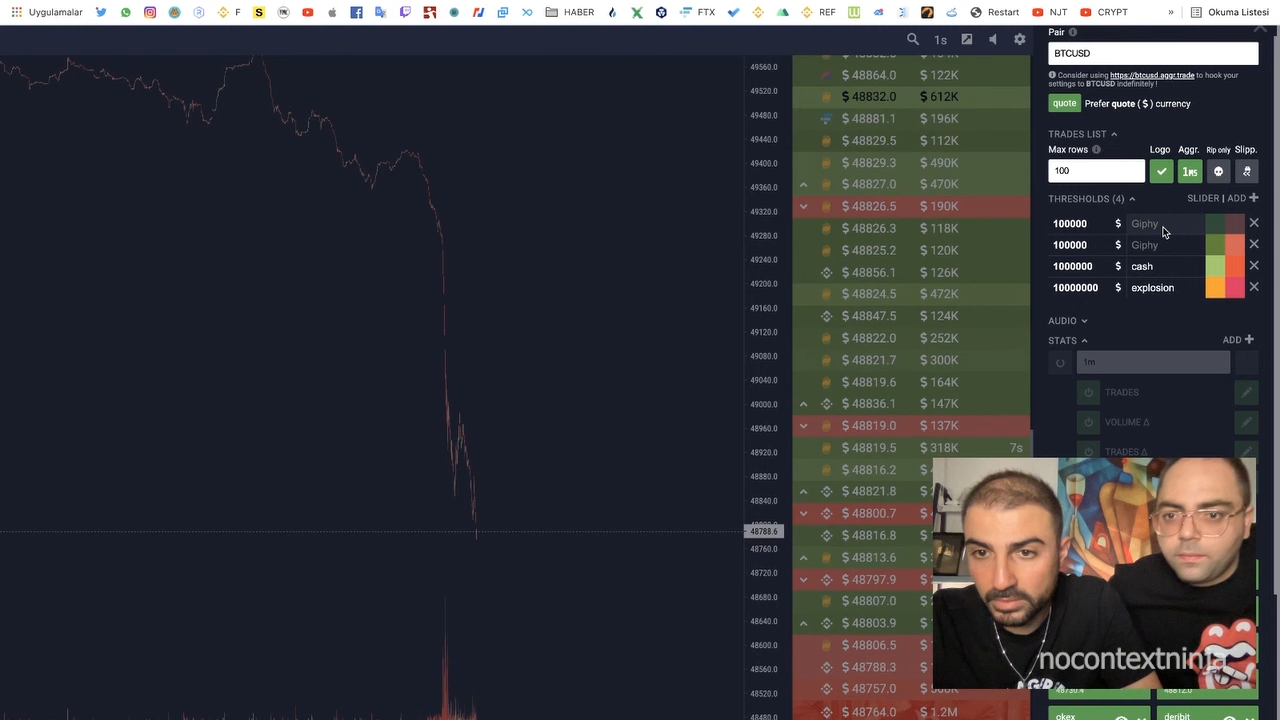 Uygulamalar
F
FTX
REF
Restart
NJT
CRYPT
»
Okuma Listesi
HABER
1s
49560.0
49520.0
49480.0
49440.0
49400.0
49360.0
49320.0
49280.0
49240.0
49200.0
49160.0
49120.0
49080.0
49040.0
49000.0
48960.0
48920.0
48880.0
48840.0
48788.6
48760.0
48720.0
48680.0
48640.0
48600.0
48560.0
48520.0
48480.0
$ 48864.0 $ 122K
$ 48832.0 $ 612K
$ 48881.1 $ 196K
$ 48829.5 $ 112K
$ 48829.3 $ 490K
$ 48827.0 $ 470K
$ 48826.5 $ 190K
$ 48826.3 $ 118K
$ 48825.2 $ 120K
$ 48856.1 $ 126K
$ 48824.5 $ 472K
$ 48847.5 $ 124K
$ 48822.0 $ 252K
$ 48821.7 $ 300K
$ 48819.6 $ 164K
$ 48836.1 $ 147K
$ 48819.0 $ 137K
$ 48819.5 $ 318K 7s
$ 48816.2 $
$ 48821.8 $
$ 48800.7 $
$ 48816.8 $
$ 48813.6 $
$ 48797.9 $
$ 48807.0 $
$ 48803.9 $
$ 48806.5 $
$ 48788.3 $
$ 48757.0 $
$ 48764.0 $ 1.2M
Pair
BTCUSD
Consider using https://btcusd.aggr.trade to hook your
settings to BTCUSD indefinitely !
quote Prefer quote ( $ ) currency
TRADES LIST
Max rows Logo Aggr. Rip only Slipp.
100 1ms
THRESHOLDS (4) SLIDER | ADD
100000 $ Giphy
100000 $ Giphy
1000000 $ cash
10000000 $ explosion
AUDIO
STATS ADD
1m
TRADES
VOLUME Δ
TRADES Δ
nocontextninja
48730.4 48812.0
okex deribit